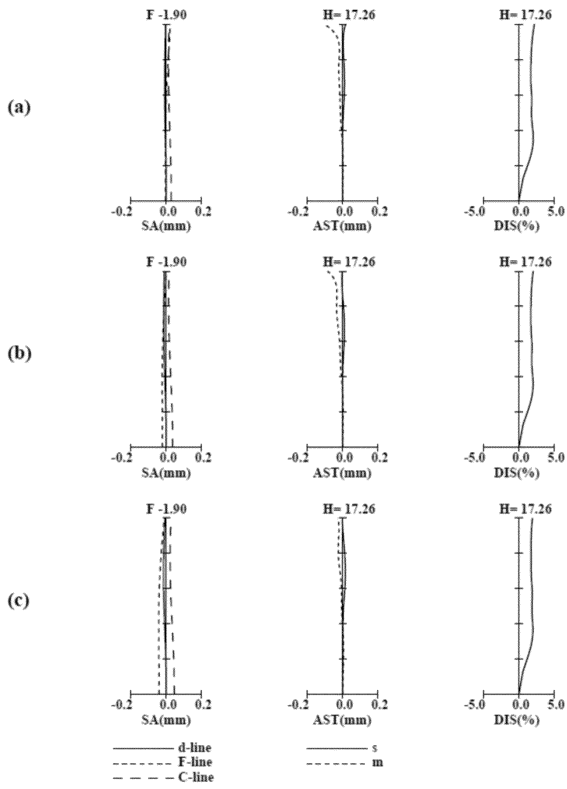 F -1.90 H= 17.26 H= 17.26
(a)
-0.2 0.0 0.2 -0.2 0.0 0.2 -5.0 0.0 5.0
SA(mm) AST(mm) DIS(%)
F -1.90 H= 17.26 H= 17.26
(b)
-0.2 0.0 0.2 -0.2 0.0 0.2 -5.0 0.0 5.0
SA(mm) AST(mm) DIS(%)
F -1.90 H= 17.26 H= 17.26
(c)
-0.2 0.0 0.2 -0.2 0.0 0.2 -5.0 0.0 5.0
SA(mm) AST(mm) DIS(%)
d-line s
F-line m
C-line